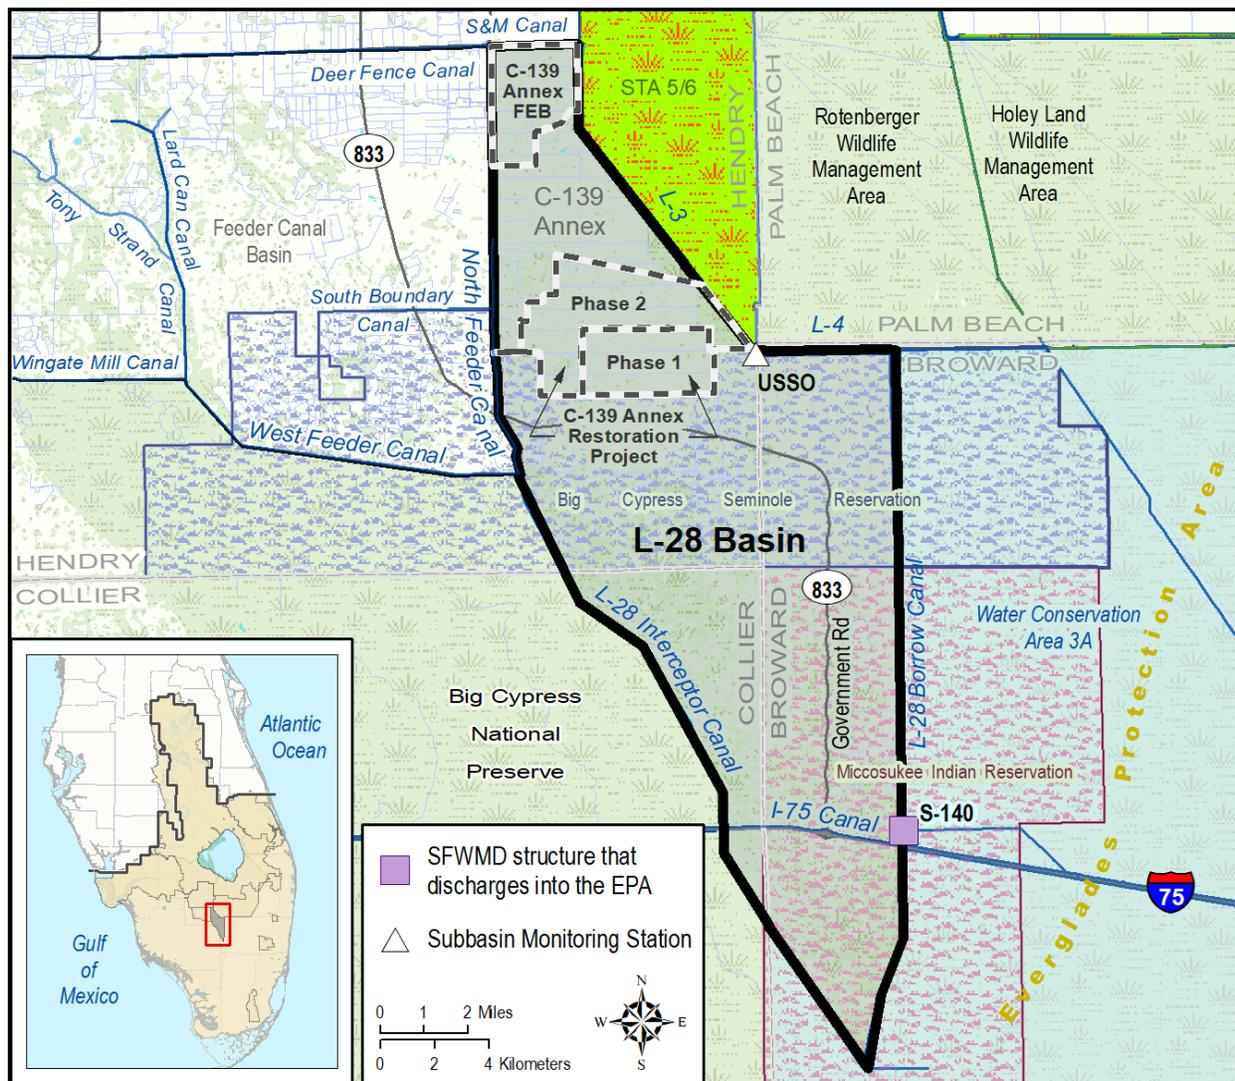 S&M Canal
Deer Fence Canal
C-139
Annex
FEB
STA 5/6
HENDRY
PALM BEACH
Rotenberger
Wildlife
Management
Area
Holey Land
Wildlife
Management
Area
833
Lard Can Canal
Tony
Strand
Canal
Feeder Canal
Basin
C-139
Annex
L-3
North Feeder Canal
South Boundary
Canal
Phase 2
Phase 1
L-4
PALM BEACH
BROWARD
USSO
Wingate Mill Canal
West Feeder Canal
C-139 Annex
Restoration
Project
Big Cypress Seminole Reservation
L-28 Basin
HENDRY
COLLIER
833
L-28 Interceptor Canal
COLLIER
BROWARD
Government Rd
L-28 Borrow Canal
Water Conservation
Area 3A
Everglades Protection Area
Big Cypress
National
Preserve
Miccosukee Indian Reservation
I-75 Canal
S-140
75
Atlantic
Ocean
Gulf
of
Mexico
SFWMD structure that
discharges into the EPA
Subbasin Monitoring Station
0 1 2 Miles
0 2 4 Kilometers
N
W E
S